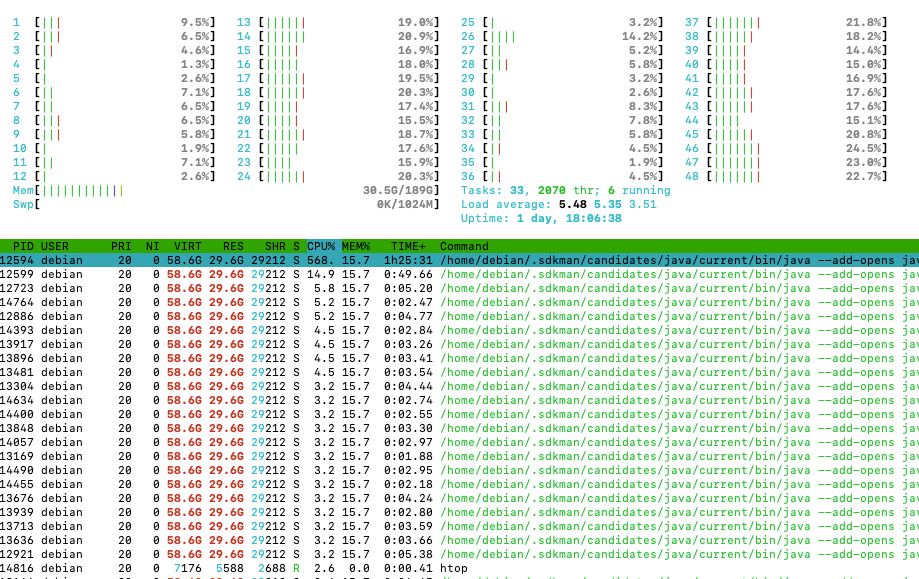 1 [||| 9.5%] 13 [|||||| 19.0%] 25 [| 3.2%] 37 [|||||| 21.8%]
2 [||| 6.5%] 14 [|||||| 20.9%] 26 [|||| 14.2%] 38 [|||||| 18.2%]
3 [|| 4.6%] 15 [||||| 16.9%] 27 [|| 5.2%] 39 [||||| 14.4%]
4 [| 1.3%] 16 [||||| 18.0%] 28 [||| 5.8%] 40 [||||| 15.0%]
5 [| 2.6%] 17 [|||||| 19.5%] 29 [| 3.2%] 41 [||||| 16.9%]
6 [|| 7.1%] 18 [|||||| 20.3%] 30 [| 2.6%] 42 [|||||| 17.6%]
7 [|| 6.5%] 19 [||||| 17.4%] 31 [||| 8.3%] 43 [|||||| 17.6%]
8 [||| 6.5%] 20 [||||| 15.5%] 32 [|| 7.8%] 44 [||||| 15.1%]
9 [||| 5.8%] 21 [|||||| 18.7%] 33 [|| 5.8%] 45 [|||||| 20.8%]
10 [| 1.9%] 22 [||||| 17.6%] 34 [|| 4.5%] 46 [||||||| 24.5%]
11 [|| 7.1%] 23 [||||| 15.9%] 35 [| 1.9%] 47 [||||||| 23.0%]
12 [| 2.6%] 24 [|||||| 20.3%] 36 [|| 4.5%] 48 [||||||| 22.7%]
Mem[|||||||||||| 30.5G/189G] Tasks: 33, 2070 thr; 6 running
Swp[ 0K/1024M] Load average: 5.48 5.35 3.51
Uptime: 1 day, 18:06:38
PID USER PRI NI VIRT RES SHR S CPU% MEM% TIME+ Command
12594 debian 20 0 58.6G 29.6G 29212 S 568. 15.7 1h25:31 /home/debian/.sdkman/candidates/java/current/bin/java --add-opens jav
12599 debian 20 0 58.6G 29.6G 29212 S 14.9 15.7 0:49.66 /home/debian/.sdkman/candidates/java/current/bin/java --add-opens jav
12723 debian 20 0 58.6G 29.6G 29212 S 5.8 15.7 0:05.20 /home/debian/.sdkman/candidates/java/current/bin/java --add-opens jav
14764 debian 20 0 58.6G 29.6G 29212 S 5.2 15.7 0:02.47 /home/debian/.sdkman/candidates/java/current/bin/java --add-opens jav
12886 debian 20 0 58.6G 29.6G 29212 S 5.2 15.7 0:04.77 /home/debian/.sdkman/candidates/java/current/bin/java --add-opens jav
14393 debian 20 0 58.6G 29.6G 29212 S 4.5 15.7 0:02.84 /home/debian/.sdkman/candidates/java/current/bin/java --add-opens jav
13917 debian 20 0 58.6G 29.6G 29212 S 4.5 15.7 0:03.26 /home/debian/.sdkman/candidates/java/current/bin/java --add-opens jav
13896 debian 20 0 58.6G 29.6G 29212 S 4.5 15.7 0:03.41 /home/debian/.sdkman/candidates/java/current/bin/java --add-opens jav
13481 debian 20 0 58.6G 29.6G 29212 S 4.5 15.7 0:03.54 /home/debian/.sdkman/candidates/java/current/bin/java --add-opens jav
13304 debian 20 0 58.6G 29.6G 29212 S 3.2 15.7 0:04.44 /home/debian/.sdkman/candidates/java/current/bin/java --add-opens jav
14634 debian 20 0 58.6G 29.6G 29212 S 3.2 15.7 0:02.74 /home/debian/.sdkman/candidates/java/current/bin/java --add-opens jav
14400 debian 20 0 58.6G 29.6G 29212 S 3.2 15.7 0:02.55 /home/debian/.sdkman/candidates/java/current/bin/java --add-opens jav
13848 debian 20 0 58.6G 29.6G 29212 S 3.2 15.7 0:03.30 /home/debian/.sdkman/candidates/java/current/bin/java --add-opens jav
14057 debian 20 0 58.6G 29.6G 29212 S 3.2 15.7 0:02.97 /home/debian/.sdkman/candidates/java/current/bin/java --add-opens jav
13169 debian 20 0 58.6G 29.6G 29212 S 3.2 15.7 0:01.88 /home/debian/.sdkman/candidates/java/current/bin/java --add-opens jav
14490 debian 20 0 58.6G 29.6G 29212 S 3.2 15.7 0:02.95 /home/debian/.sdkman/candidates/java/current/bin/java --add-opens jav
14455 debian 20 0 58.6G 29.6G 29212 S 3.2 15.7 0:02.18 /home/debian/.sdkman/candidates/java/current/bin/java --add-opens jav
13676 debian 20 0 58.6G 29.6G 29212 S 3.2 15.7 0:04.24 /home/debian/.sdkman/candidates/java/current/bin/java --add-opens jav
13939 debian 20 0 58.6G 29.6G 29212 S 3.2 15.7 0:02.80 /home/debian/.sdkman/candidates/java/current/bin/java --add-opens jav
13713 debian 20 0 58.6G 29.6G 29212 S 3.2 15.7 0:03.59 /home/debian/.sdkman/candidates/java/current/bin/java --add-opens jav
13636 debian 20 0 58.6G 29.6G 29212 S 3.2 15.7 0:03.66 /home/debian/.sdkman/candidates/java/current/bin/java --add-opens jav
12921 debian 20 0 58.6G 29.6G 29212 S 3.2 15.7 0:05.38 /home/debian/.sdkman/candidates/java/current/bin/java --add-opens jav
14816 debian 20 0 7176 5588 2688 R 2.6 0.0 0:00.41 htop